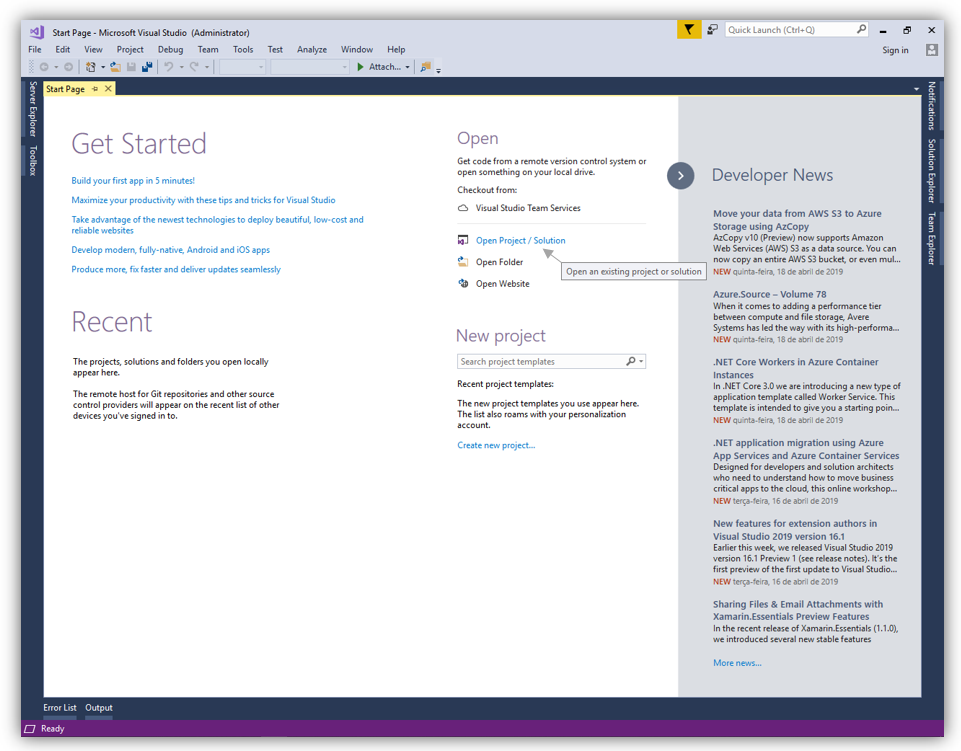 Start Page - Microsoft Visual Studio (Administrator)
Quick Launch (Ctrl+Q)
File Edit View Project Debug Team Tools Test Analyze Window Help
Sign in
Attach...
Server Explorer
Toolbox
Start Page
Get Started
Build your first app in 5 minutes!
Maximize your productivity with these tips and tricks for Visual Studio
Take advantage of the newest technologies to deploy beautiful, low-cost and
reliable websites
Develop modern, fully-native, Android and iOS apps
Produce more, fix faster and deliver updates seamlessly
Recent
The projects, solutions and folders you open locally
appear here.
The remote host for Git repositories and other source
control providers will appear on the recent list of other
devices you've signed in to.
Open
Get code from a remote version control system or
open something on your local drive.
Checkout from:
Visual Studio Team Services
Open Project / Solution
Open Folder
Open an existing project or solution
Open Website
New project
Search project templates
Recent project templates:
The new project templates you use appear here.
The list also roams with your personalization
account.
Create new project...
Developer News
Move your data from AWS S3 to Azure
Storage using AzCopy
AzCopy v10 (Preview) now supports Amazon
Web Services (AWS) S3 as a data source. You can
now copy an entire AWS S3 bucket, or even mul...
NEW quinta-feira, 18 de abril de 2019
Azure.Source – Volume 78
When it comes to adding a performance tier
between compute and file storage, Avere
Systems has led the way with its high-performa...
NEW quinta-feira, 18 de abril de 2019
.NET Core Workers in Azure Container
Instances
In .NET Core 3.0 we are introducing a new type of
application template called Worker Service. This
template is intended to give you a starting poin...
NEW quinta-feira, 18 de abril de 2019
.NET application migration using Azure
App Services and Azure Container Services
Designed for developers and solution architects
who need to understand how to move business
critical apps to the cloud, this online workshop...
NEW terça-feira, 16 de abril de 2019
New features for extension authors in
Visual Studio 2019 version 16.1
Earlier this week, we released Visual Studio 2019
version 16.1 Preview 1 (see release notes). It's the
first preview of the first update to Visual Studio...
NEW terça-feira, 16 de abril de 2019
Sharing Files & Email Attachments with
Xamarin.Essentials Preview Features
In the recent release of Xamarin.Essentials (1.1.0),
we introduced several new stable features
More news...
Notifications
Solution Explorer
Team Explorer
Error List Output
Ready